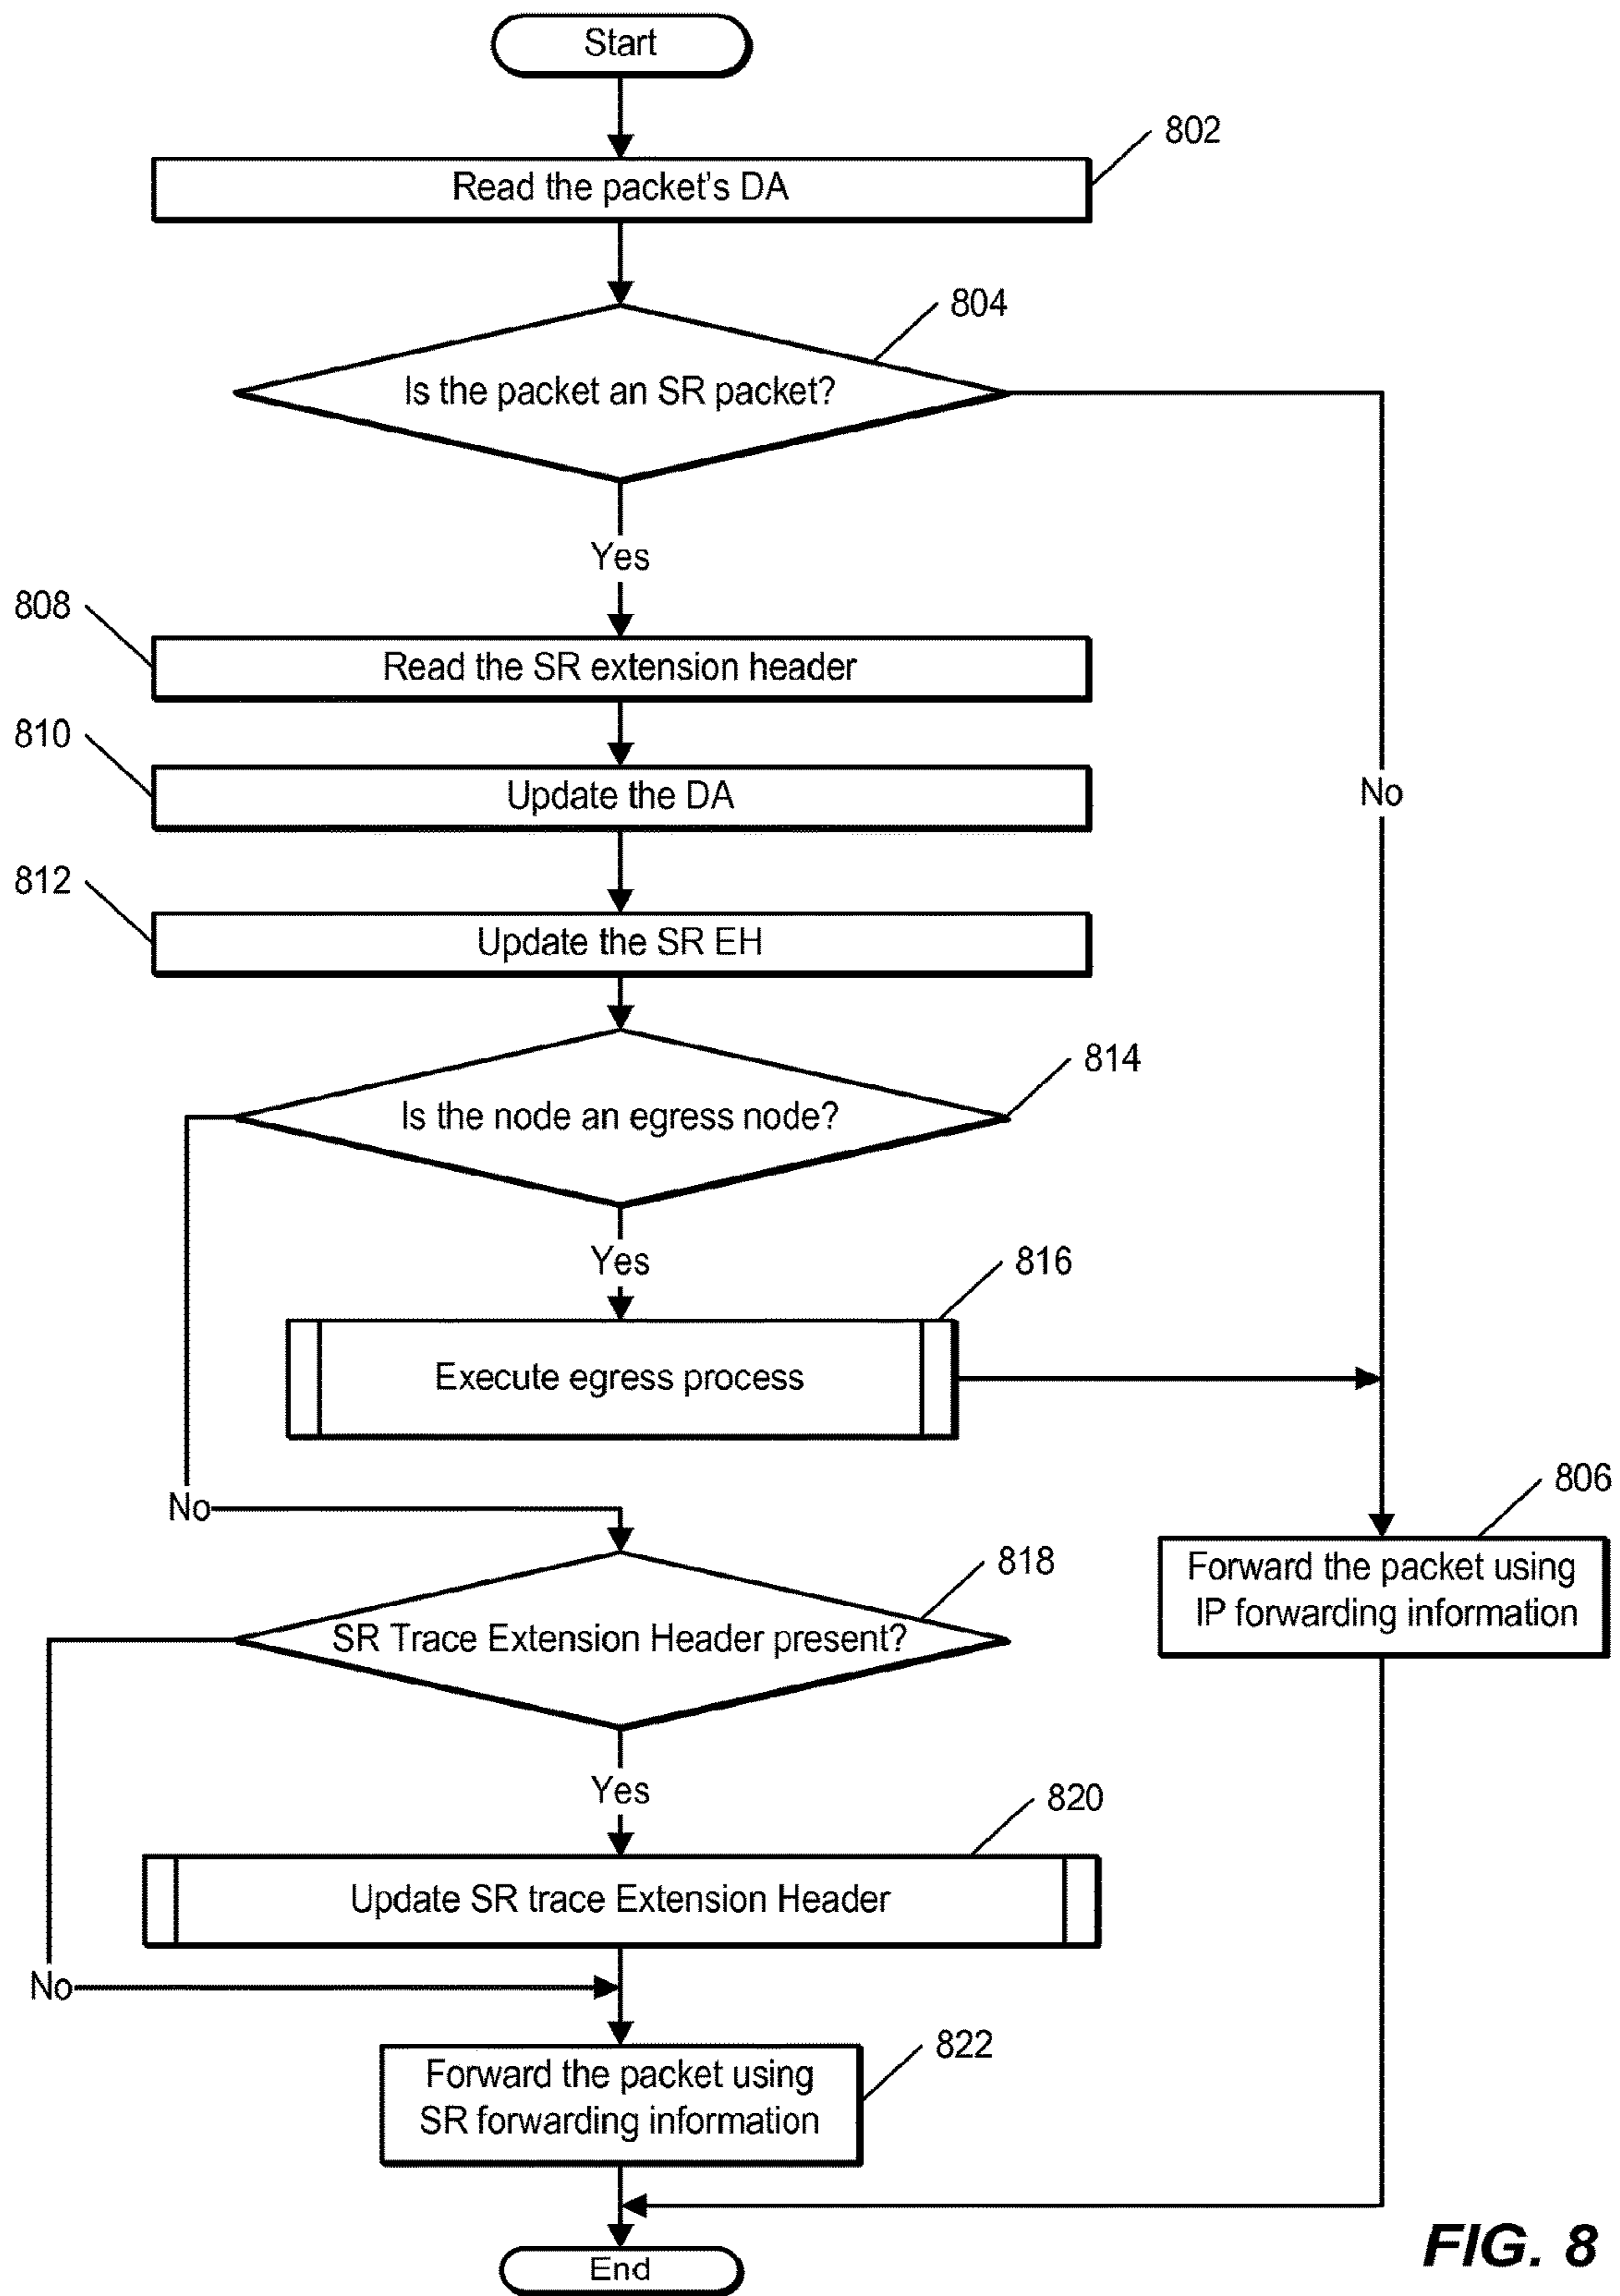 Start
802
Read the packet's DA
804
Is the packet an SR packet?
Yes
808
Read the SR extension header
810
Update the DA
No
812
Update the SR EH
814
Is the node an egress node?
Yes
816
Execute egress process
806
No
Forward the packet using
IP forwarding information
818
SR Trace Extension Header present?
Yes
820
Update SR trace Extension Header
No
822
Forward the packet using
SR forwarding information
End
FIG. 8